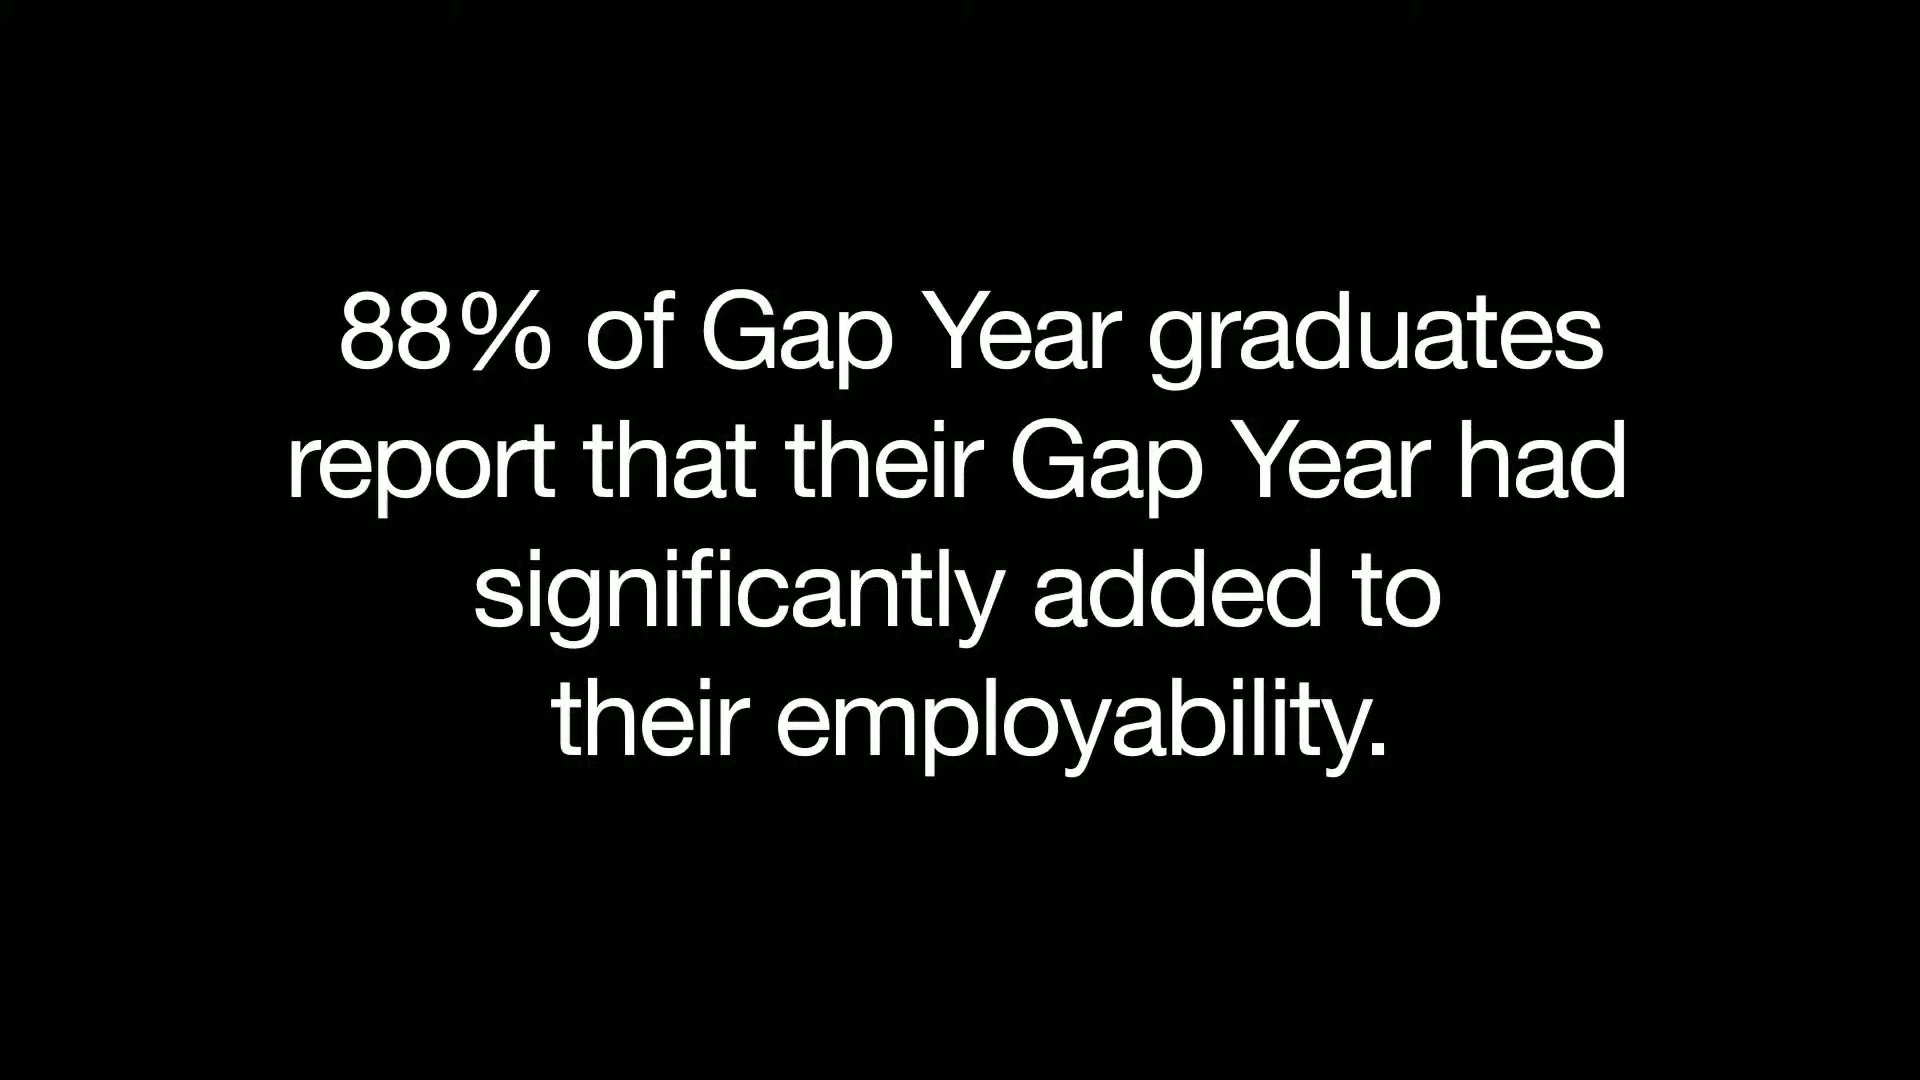 88% of Gap Year graduates
report that their Gap Year had
significantly added to
their employability.